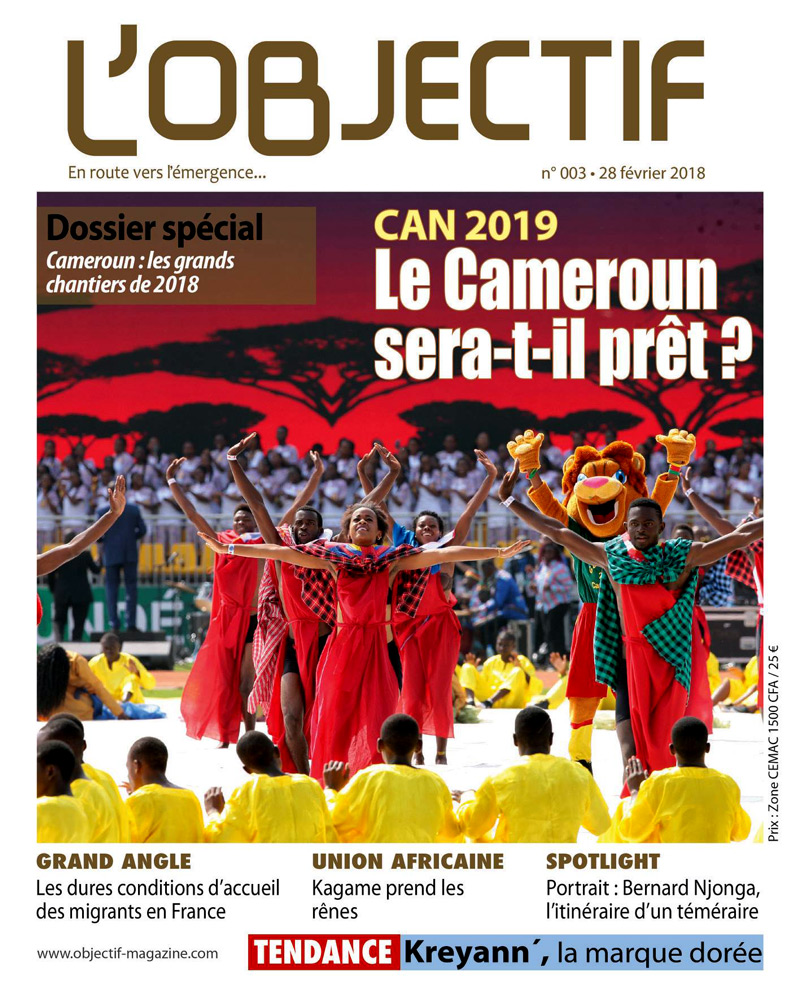 L'OBJECTIF
En route vers l'émergence...
n° 003 • 28 février 2018
Dossier spécial
Cameroun : les grands
chantiers de 2018
CAN 2019
Le Cameroun
sera-t-il prêt ?
NDÉ
Prix : Zone CEMAC 1500 CFA / 25 €
GRAND ANGLE
Les dures conditions d'accueil
des migrants en France
UNION AFRICAINE
Kagame prend les
rênes
SPOTLIGHT
Portrait : Bernard Njonga,
l'itinéraire d'un téméraire
www.objectif-magazine.com
TENDANCE Kreyann´, la marque dorée